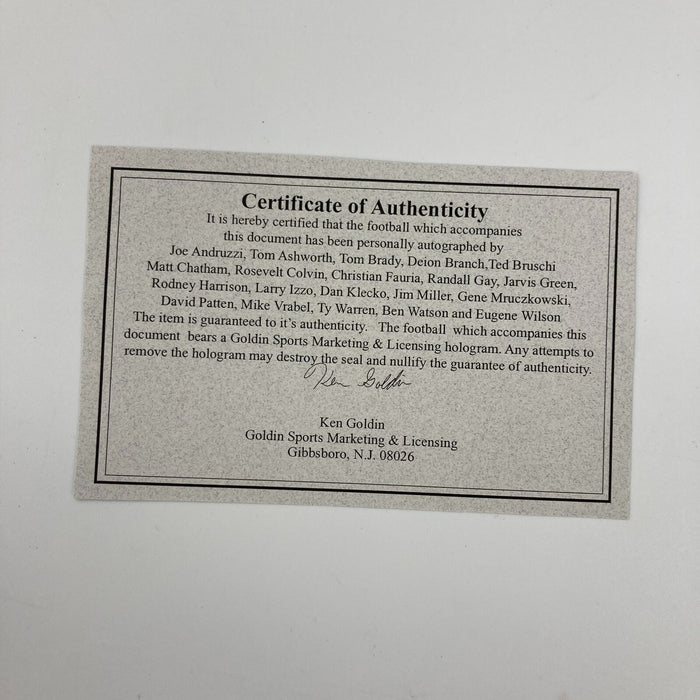 Certificate of Authenticity
It is hereby certified that the football which accompanies
this document has been personally autographed by
Joe Andruzzi, Tom Ashworth, Tom Brady, Deion Branch,Ted Bruschi
Matt Chatham, Rosevelt Colvin, Christian Fauria, Randall Gay, Jarvis Green,
Rodney Harrison, Larry Izzo, Dan Klecko, Jim Miller, Gene Mruczkowski,
David Patten, Mike Vrabel, Ty Warren, Ben Watson and Eugene Wilson
The item is guaranteed to it's authenticity. The football which accompanies this
document bears a Goldin Sports Marketing & Licensing hologram. Any attempts to
remove the hologram may destroy the seal and nullify the guarantee of authenticity.
Ken Goldin
Ken Goldin
Goldin Sports Marketing & Licensing
Gibbsboro, N.J. 08026